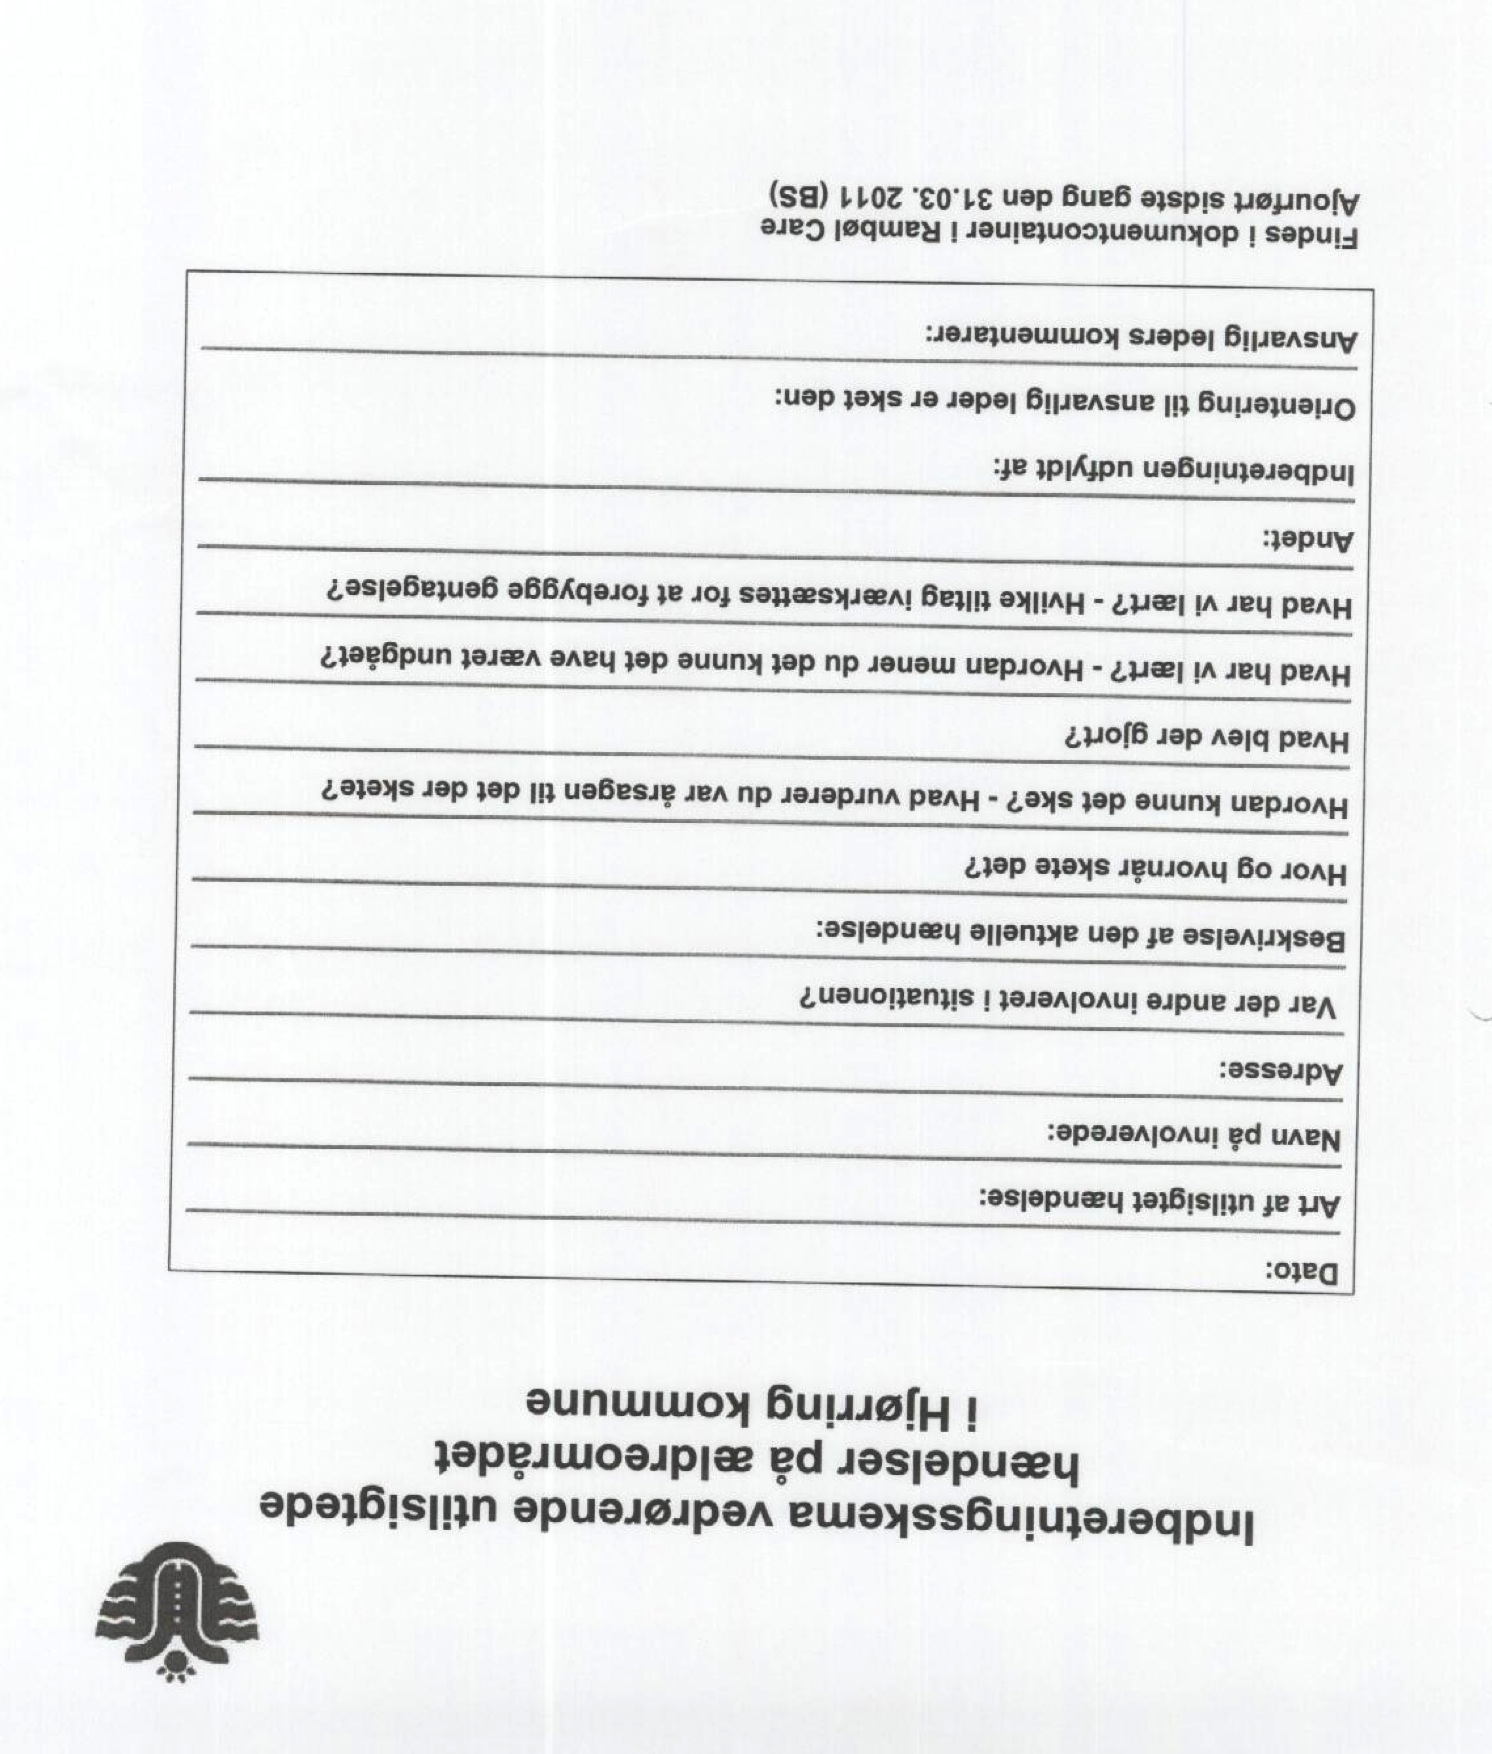 Indberetningsskema vedrørende utilsigtede
hændelser på ældreområdet
i Hjørring kommune
Dato:
Art af utilsigtet hændelse:
Navn på involverede:
Adresse:
Var der andre involveret i situationen?
Beskrivelse af den aktuelle hændelse:
Hvor og hvornår skete det?
Hvordan kunne det ske? - Hvad vurderer du var årsagen til det der skete?
Hvad blev der gjort?
Hvad har vi lært? - Hvordan mener du det kunne det have været undgået?
Hvad har vi lært? - Hvilke tiltag iværksættes for at forebygge gentagelse?
Andet:
Indberetningen udfyldt af:
Orientering til ansvarlig leder er sket den:
Ansvarlig leders kommentarer:
Findes i dokumentcontainer i Rambøl Care
Ajourført sidste gang den 31.03. 2011 (BS)